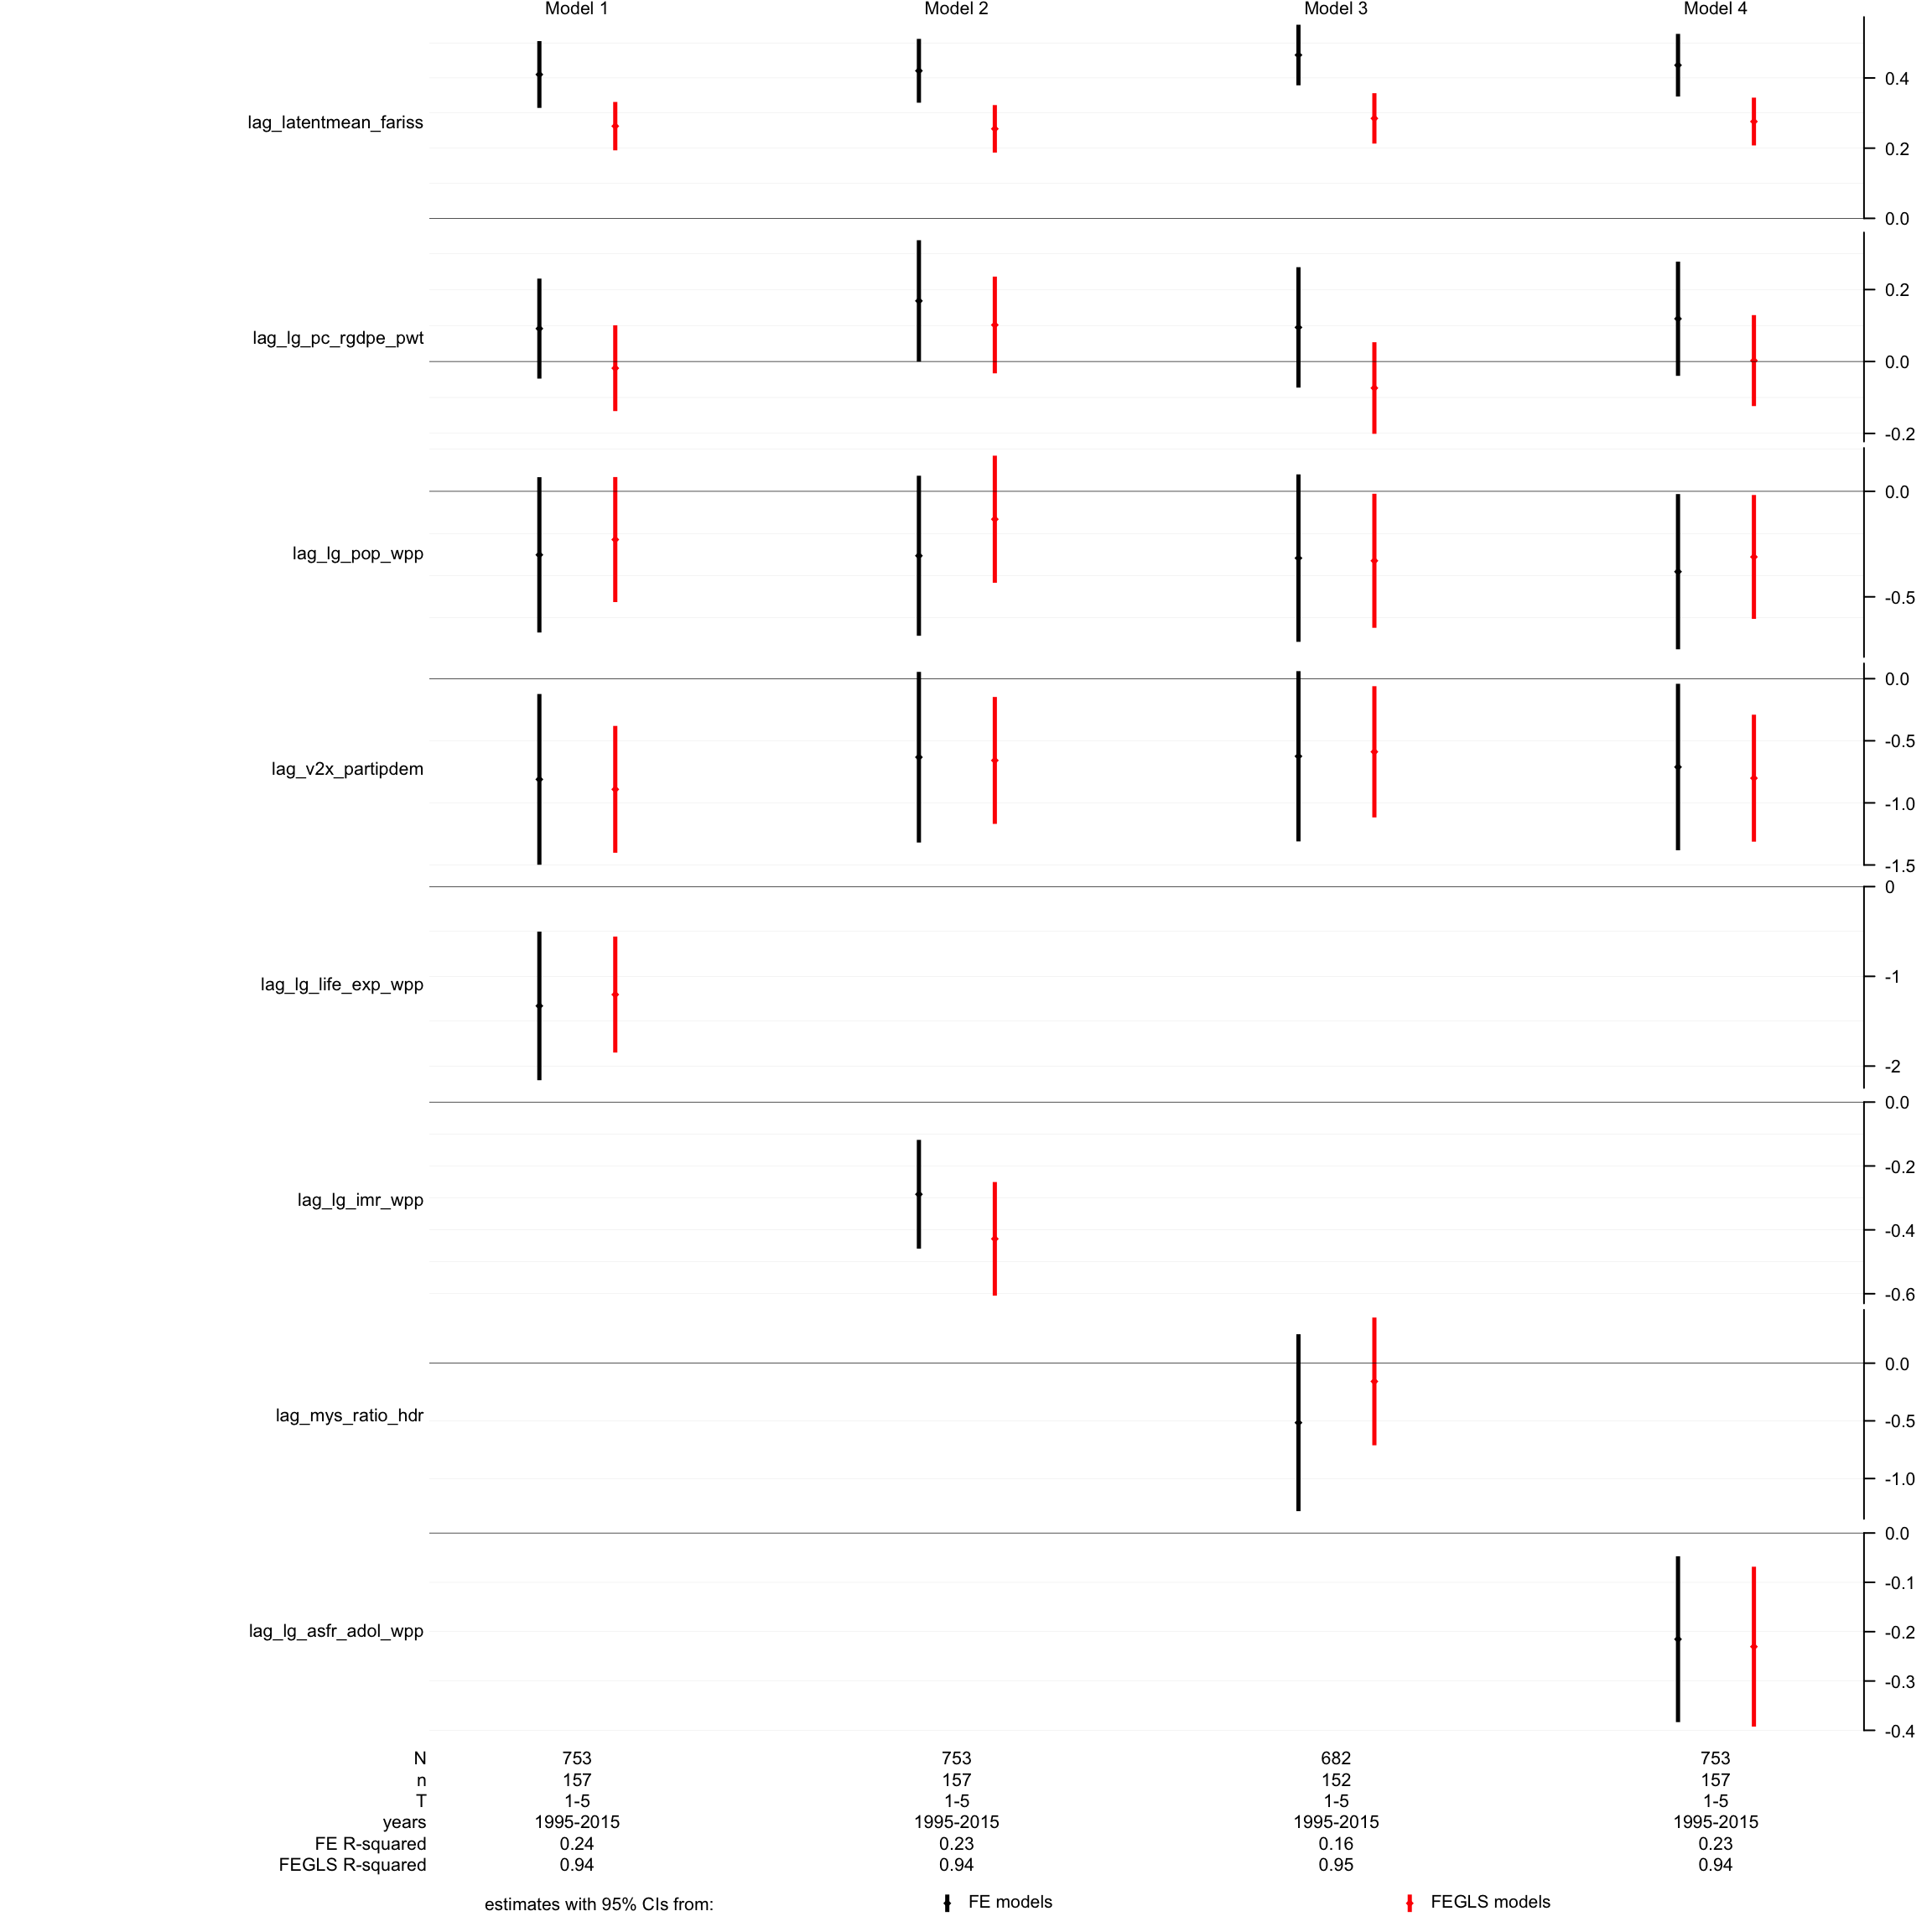 Model 1 Model 2 Model 3 Model 4
lag_latentmean_fariss
0.4
0.2
0.0
lag_lg_pc_rgdpe_pwt
0.2
0.0
-0.2
lag_lg_pop_wpp
0.0
-0.5
lag_v2x_partipdem
0.0
-0.5
-1.0
-1.5
lag_lg_life_exp_wpp
0
-1
-2
lag_lg_imr_wpp
0.0
-0.2
-0.4
-0.6
lag_mys_ratio_hdr
0.0
-0.5
-1.0
lag_lg_asfr_adol_wpp
0.0
-0.1
-0.2
-0.3
-0.4
N 753 753 682 753
n 157 157 152 157
T 1-5 1-5 1-5 1-5
years 1995-2015 1995-2015 1995-2015 1995-2015
FE R-squared 0.24 0.23 0.16 0.23
FEGLS R-squared 0.94 0.94 0.95 0.94
estimates with 95% CIs from: FE models FEGLS models